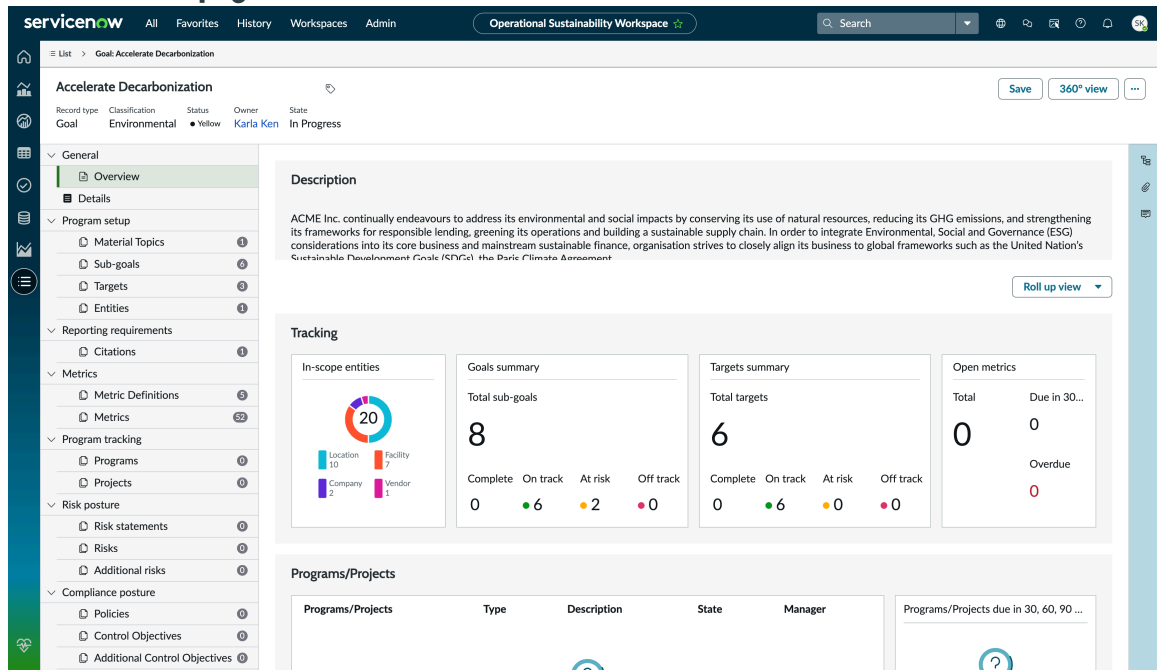 servicenow All Favorites History Workspaces Admin Operational Sustainability Workspace Search SK
List > Goal: Accelerate Decarbonization
Accelerate Decarbonization
Save 360° view ...
Record type Classification Status Owner State
Goal Environmental Yellow Karla Ken In Progress
General
Overview
Details
Program setup
Material Topics 1
Sub-goals 6
Targets 3
Entities 1
Reporting requirements
Citations 1
Metrics
Metric Definitions 5
Metrics 52
Program tracking
Programs 0
Projects 0
Risk posture
Risk statements 0
Risks 0
Additional risks 0
Compliance posture
Policies 0
Control Objectives 0
Additional Control Objectives 0
Description
ACME Inc. continually endeavours to address its environmental and social impacts by conserving its use of natural resources, reducing its GHG emissions, and strengthening
its frameworks for responsible lending, greening its operations and building a sustainable supply chain. In order to integrate Environmental, Social and Governance (ESG)
considerations into its core business and mainstream sustainable finance, organisation strives to closely align its business to global frameworks such as the United Nation's
Sustainable Development Goals (SDGs), the Paris Climate Agreement
Roll up view
Tracking
In-scope entities
20
Location Facility
10 7
Company Vendor
2 1
Goals summary
Total sub-goals
8
Complete On track At risk Off track
0 6 2 0
Targets summary
Total targets
6
Complete On track At risk Off track
0 6 0 0
Open metrics
Total Due in 30...
0 0
Overdue
0
Programs/Projects
Programs/Projects Type Description State Manager
Programs/Projects due in 30, 60, 90 ...